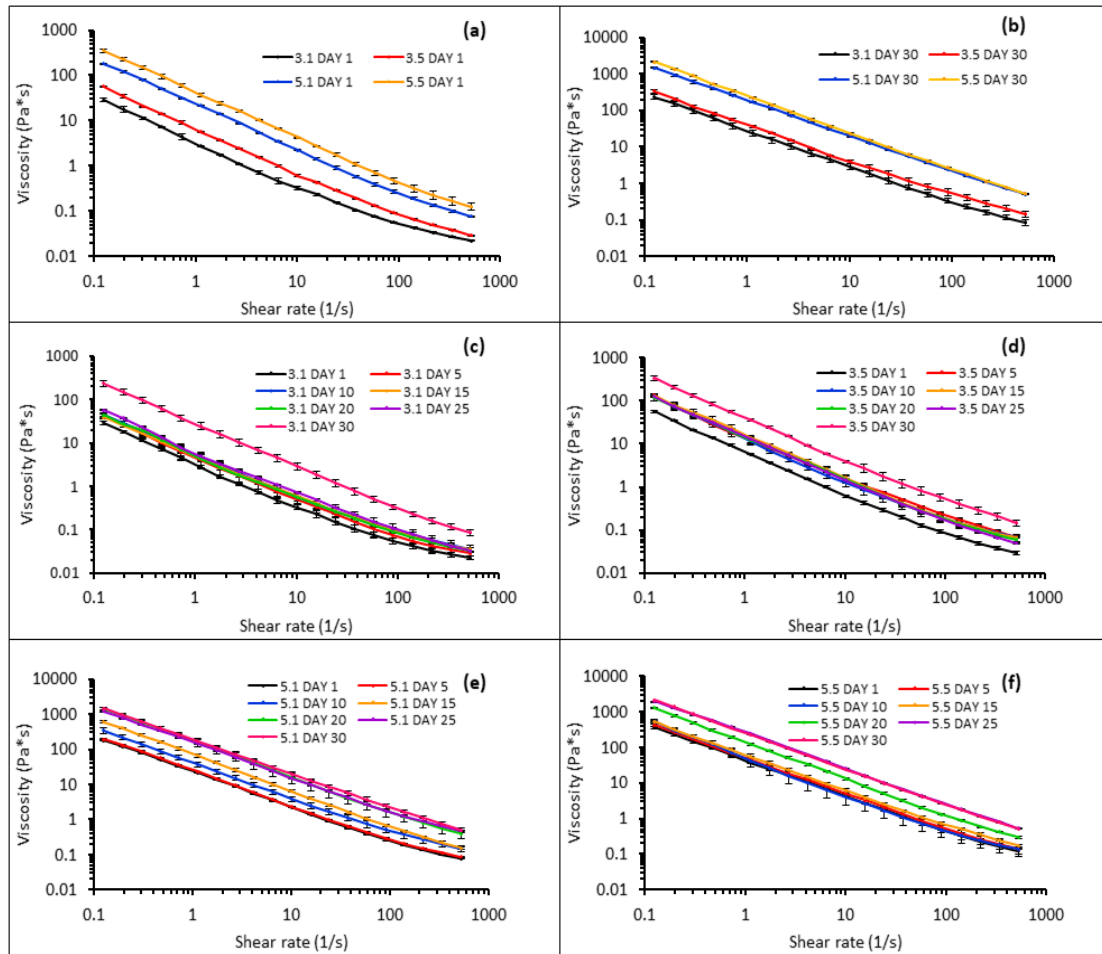 (a)
3.1 DAY 1 3.5 DAY 1
5.1 DAY 1 5.5 DAY 1
Viscosity (Pa*s)
1000
100
10
1
0.1
0.01
0.1 1 10 100 1000
Shear rate (1/s)
(b)
3.1 DAY 30 3.5 DAY 30
5.1 DAY 30 5.5 DAY 30
Viscosity (Pa*s)
10000
1000
100
10
1
0.1
0.01
0.1 1 10 100 1000
Shear rate (1/s)
(c)
3.1 DAY 1 3.1 DAY 5
3.1 DAY 10 3.1 DAY 15
3.1 DAY 20 3.1 DAY 25
3.1 DAY 30
Viscosity (Pa*s)
1000
100
10
1
0.1
0.01
0.1 1 10 100 1000
Shear rate (1/s)
(d)
3.5 DAY 1 3.5 DAY 5
3.5 DAY 10 3.5 DAY 15
3.5 DAY 20 3.5 DAY 25
3.5 DAY 30
Viscosity (Pa*s)
1000
100
10
1
0.1
0.01
0.1 1 10 100 1000
Shear rate (1/s)
(e)
5.1 DAY 1 5.1 DAY 5
5.1 DAY 10 5.1 DAY 15
5.1 DAY 20 5.1 DAY 25
5.1 DAY 30
Viscosity (Pa*s)
10000
1000
100
10
1
0.1
0.01
0.1 1 10 100 1000
Shear rate (1/s)
(f)
5.5 DAY 1 5.5 DAY 5
5.5 DAY 10 5.5 DAY 15
5.5 DAY 20 5.5 DAY 25
5.5 DAY 30
Viscosity (Pa*s)
10000
1000
100
10
1
0.1
0.01
0.1 1 10 100 1000
Shear rate (1/s)